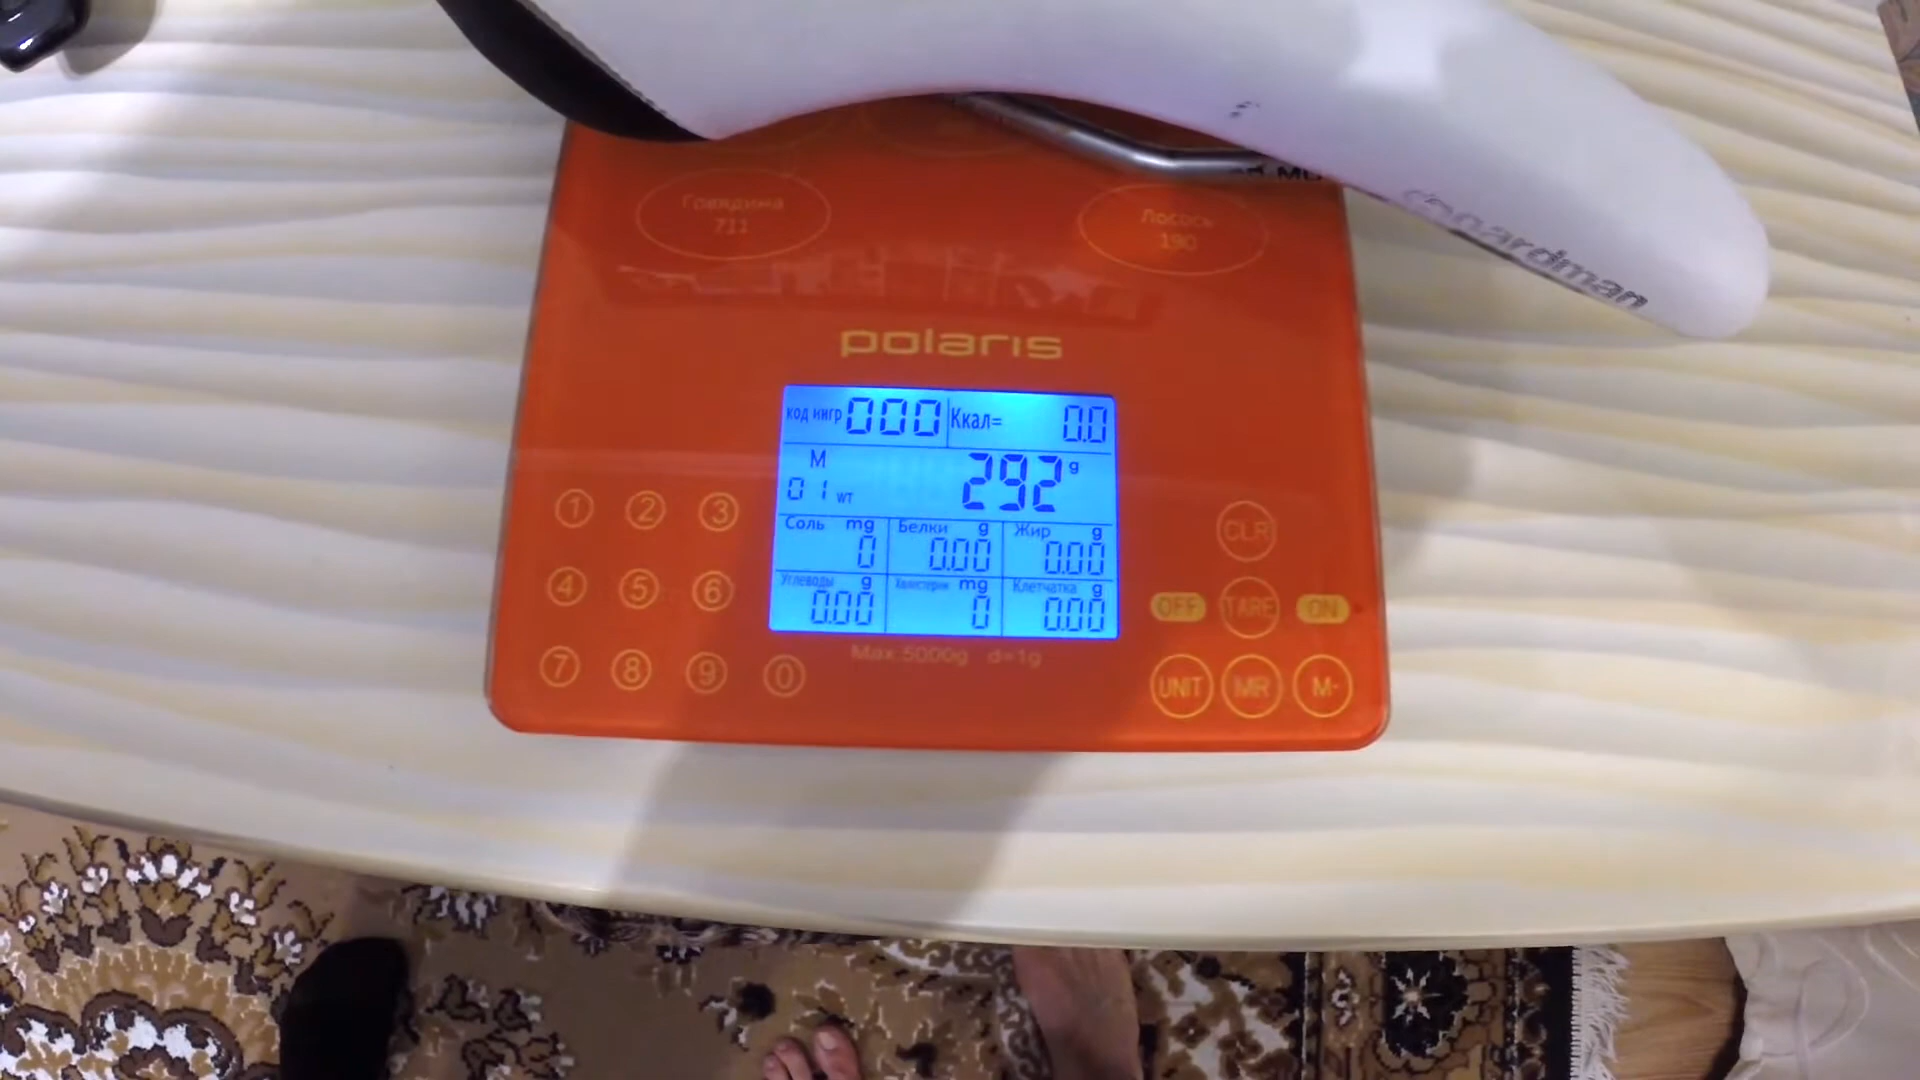 Говядина
711
Лосось
190
polaris
код ингр 000 Ккал= 0.0
M
01 WT 292 g
Соль mg Белки g Жир g
0 0.00 0.00
Углеводы g Холестерин mg Клетчатка g
0.00 0 0.00
Max:5000g d=1g
1 2 3
4 5 6
7 8 9 0
CLR
OFF TARE ON
UNIT MR M-